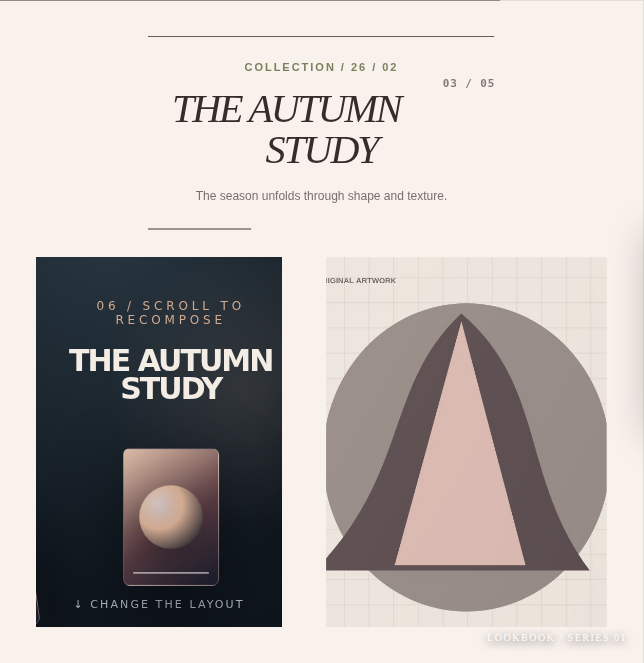 COLLECTION / 26 / 02
03 / 05
THE AUTUMN
STUDY
The season unfolds through shape and texture.
06 / SCROLL TO
RECOMPOSE
THE AUTUMN
STUDY
↓ CHANGE THE LAYOUT
IGINAL ARTWORK
LOOKBOOK / SERIES 01